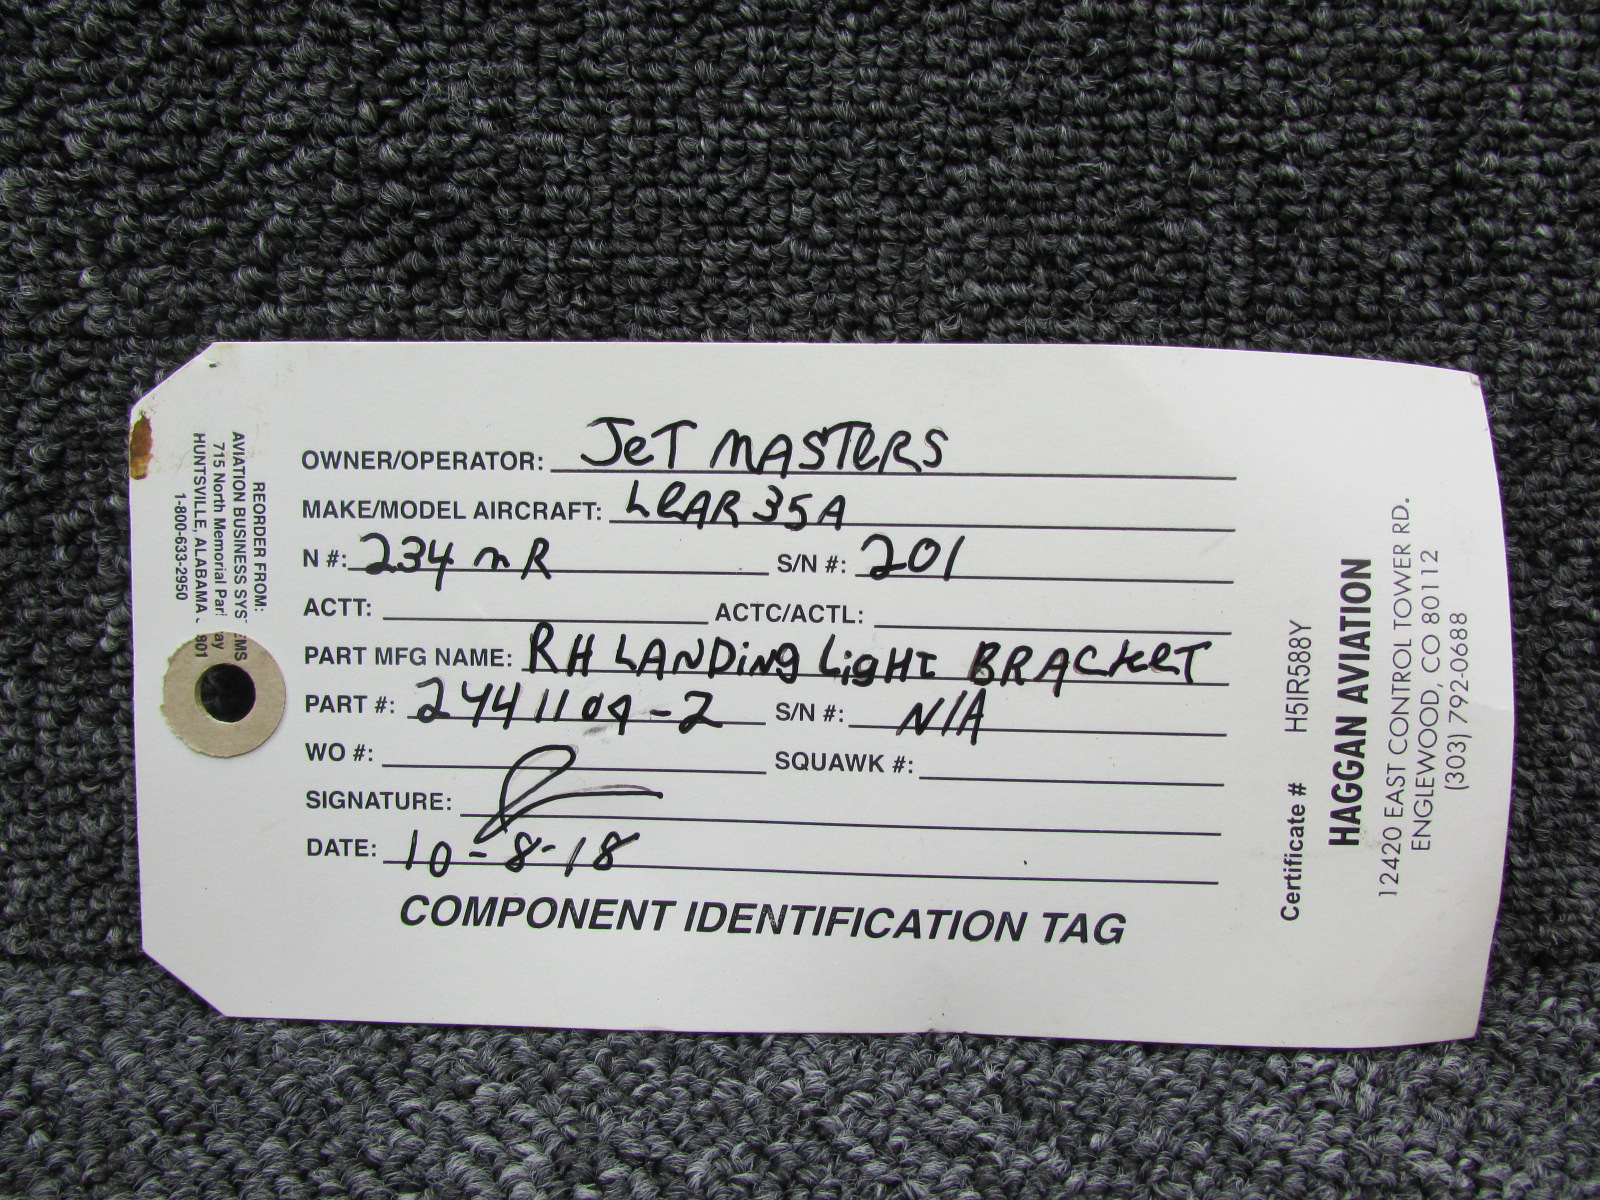 OWNER/OPERATOR: JeT MASTeRS
MAKE/MODEL AIRCRAFT: LeAR 35A
N #: 234 mR S/N #: 201
ACTT: ACTC/ACTL:
PART MFG NAME: RH LANDiNg LigHT BRACKeT
PART #: 2441104-2 S/N #: N/A
WO #: SQUAWK #:
SIGNATURE:
DATE: 10-8-18
COMPONENT IDENTIFICATION TAG
REORDER FROM:
AVIATION BUSINESS SYSTEMS
715 North Memorial Par way
HUNTSVILLE, ALABAMA 801
1-800-633-2950
Certificate # H5IR588Y
HAGGAN AVIATION
12420 EAST CONTROL TOWER RD.
ENGLEWOOD, CO 80112
(303) 792-0688